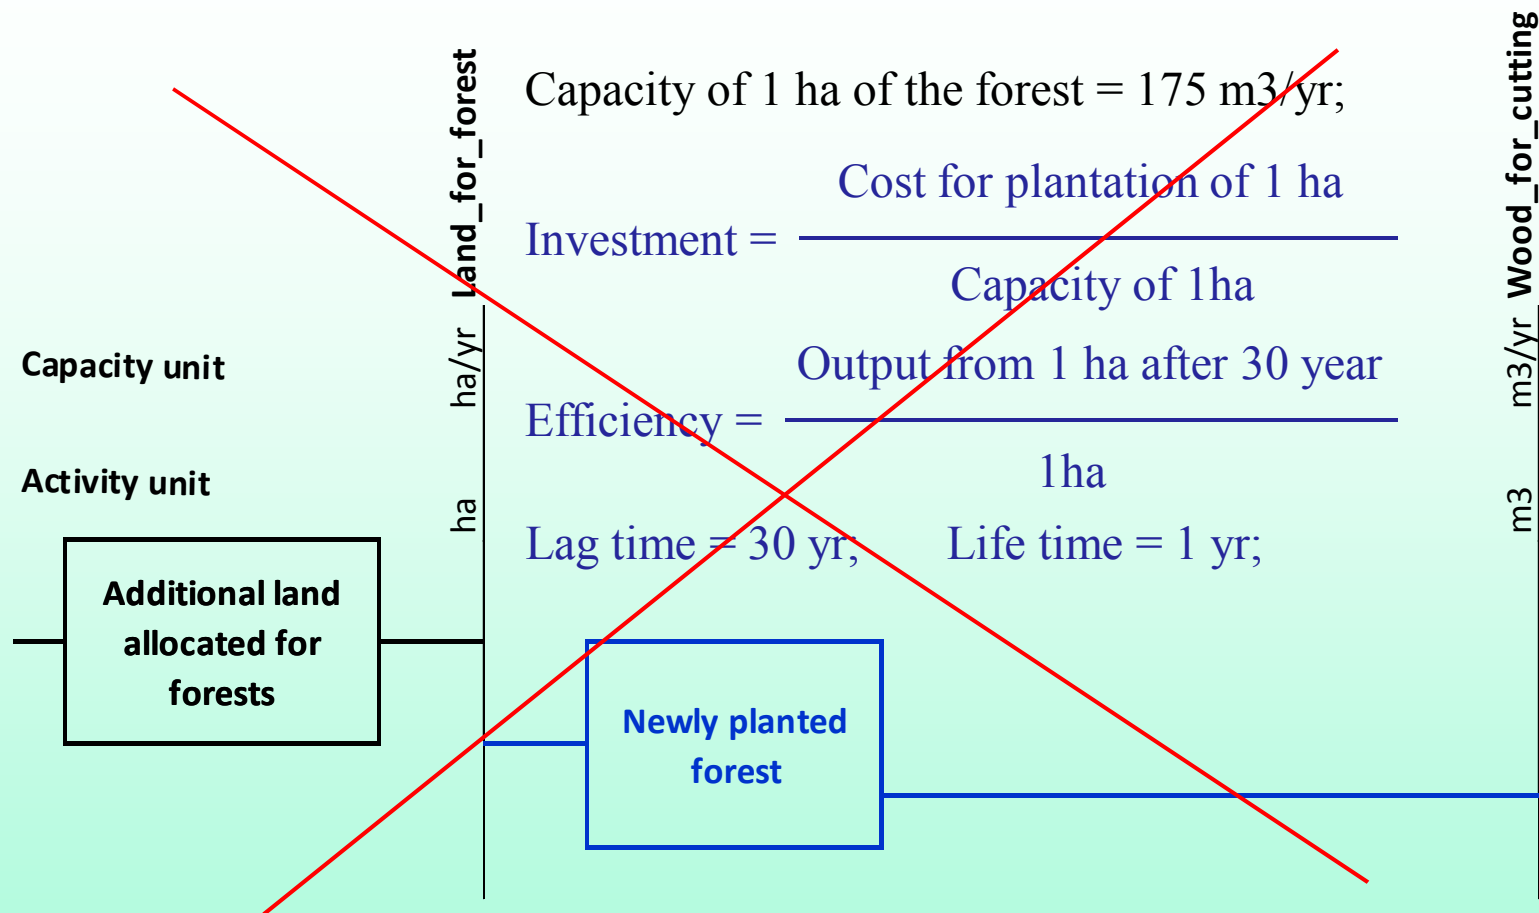 Land_for_forest
Wood_for_cutting
Capacity of 1 ha of the forest = 175 m3/yr;
Cost for plantation of 1 ha
Investment =
Capacity of 1ha
Capacity unit
ha/yr
m3/yr
Output from 1 ha after 30 year
Efficiency =
1ha
Activity unit
ha
m3
Lag time = 30 yr;
Life time = 1 yr;
Additional land
allocated for
forests
Newly planted
forest